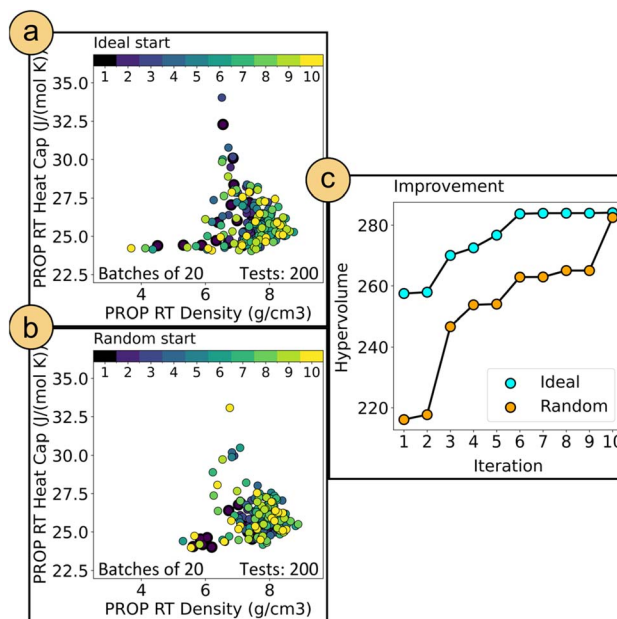 a
Ideal start
1 2 3 4 5 6 7 8 9 10
PROP RT Heat Cap (J/(mol K))
35.0
32.5
30.0
27.5
25.0
22.5
Batches of 20 Tests: 200
4 6 8
PROP RT Density (g/cm3)
b
Random start
1 2 3 4 5 6 7 8 9 10
PROP RT Heat Cap (J/(mol K))
35.0
32.5
30.0
27.5
25.0
22.5
Batches of 20 Tests: 200
4 6 8
PROP RT Density (g/cm3)
c
Improvement
Hypervolume
280
260
240
220
Ideal
Random
1 2 3 4 5 6 7 8 9 10
Iteration